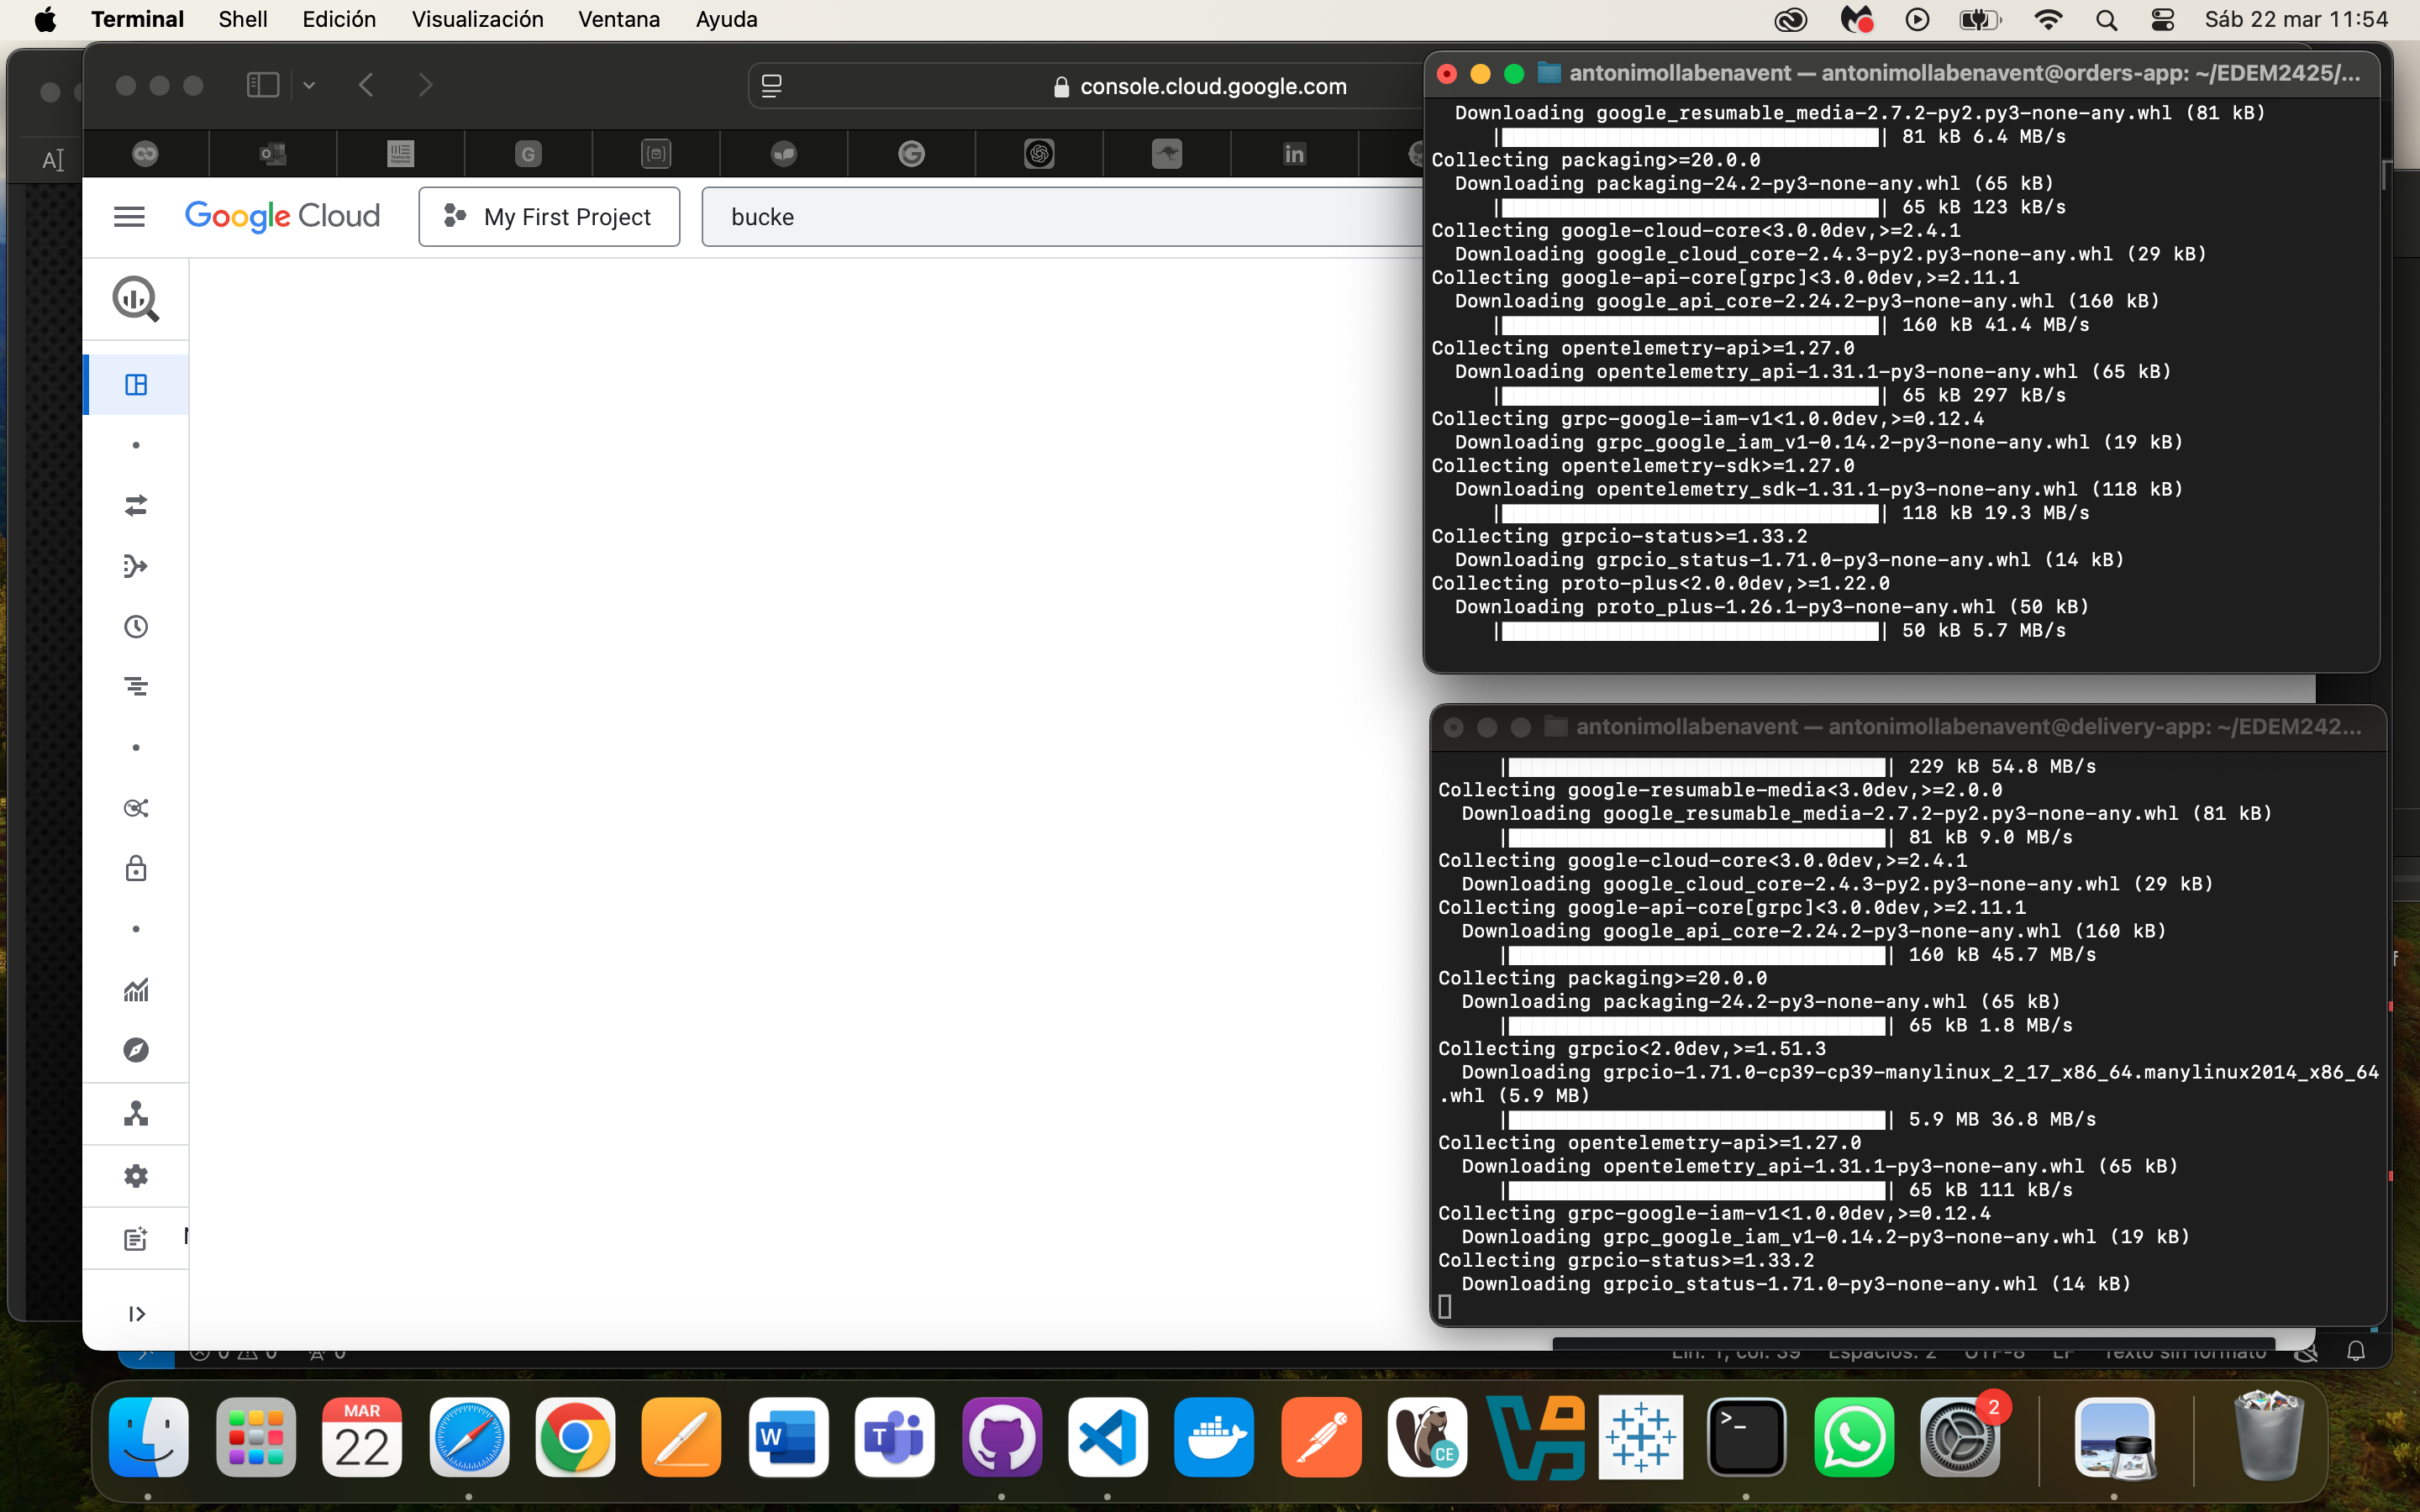 Terminal Shell Edición Visualización Ventana Ayuda
Sáb 22 mar 11:54
console.cloud.google.com
Google Cloud
My First Project
bucke
antonimollabenavent — antonimollabenavent@orders-app: ~/EDEM2425/...
Downloading google_resumable_media-2.7.2-py2.py3-none-any.whl (81 kB)
| 81 kB 6.4 MB/s
Collecting packaging>=20.0.0
Downloading packaging-24.2-py3-none-any.whl (65 kB)
| 65 kB 123 kB/s
Collecting google-cloud-core<3.0.0dev,>=2.4.1
Downloading google_cloud_core-2.4.3-py2.py3-none-any.whl (29 kB)
Collecting google-api-core[grpc]<3.0.0dev,>=2.11.1
Downloading google_api_core-2.24.2-py3-none-any.whl (160 kB)
| 160 kB 41.4 MB/s
Collecting opentelemetry-api>=1.27.0
Downloading opentelemetry_api-1.31.1-py3-none-any.whl (65 kB)
| 65 kB 297 kB/s
Collecting grpc-google-iam-v1<1.0.0dev,>=0.12.4
Downloading grpc_google_iam_v1-0.14.2-py3-none-any.whl (19 kB)
Collecting opentelemetry-sdk>=1.27.0
Downloading opentelemetry_sdk-1.31.1-py3-none-any.whl (118 kB)
| 118 kB 19.3 MB/s
Collecting grpcio-status>=1.33.2
Downloading grpcio_status-1.71.0-py3-none-any.whl (14 kB)
Collecting proto-plus<2.0.0dev,>=1.22.0
Downloading proto_plus-1.26.1-py3-none-any.whl (50 kB)
| 50 kB 5.7 MB/s
antonimollabenavent — antonimollabenavent@delivery-app: ~/EDEM242...
| 229 kB 54.8 MB/s
Collecting google-resumable-media<3.0dev,>=2.0.0
Downloading google_resumable_media-2.7.2-py2.py3-none-any.whl (81 kB)
| 81 kB 9.0 MB/s
Collecting google-cloud-core<3.0.0dev,>=2.4.1
Downloading google_cloud_core-2.4.3-py2.py3-none-any.whl (29 kB)
Collecting google-api-core[grpc]<3.0.0dev,>=2.11.1
Downloading google_api_core-2.24.2-py3-none-any.whl (160 kB)
| 160 kB 45.7 MB/s
Collecting packaging>=20.0.0
Downloading packaging-24.2-py3-none-any.whl (65 kB)
| 65 kB 1.8 MB/s
Collecting grpcio<2.0dev,>=1.51.3
Downloading grpcio-1.71.0-cp39-cp39-manylinux_2_17_x86_64.manylinux2014_x86_64
.whl (5.9 MB)
| 5.9 MB 36.8 MB/s
Collecting opentelemetry-api>=1.27.0
Downloading opentelemetry_api-1.31.1-py3-none-any.whl (65 kB)
| 65 kB 111 kB/s
Collecting grpc-google-iam-v1<1.0.0dev,>=0.12.4
Downloading grpc_google_iam_v1-0.14.2-py3-none-any.whl (19 kB)
Collecting grpcio-status>=1.33.2
Downloading grpcio_status-1.71.0-py3-none-any.whl (14 kB)
Lín. 1, col. 39 Espacios: 2 UTF-8 LF Texto sin formato
MAR
22
W
T
CE
2